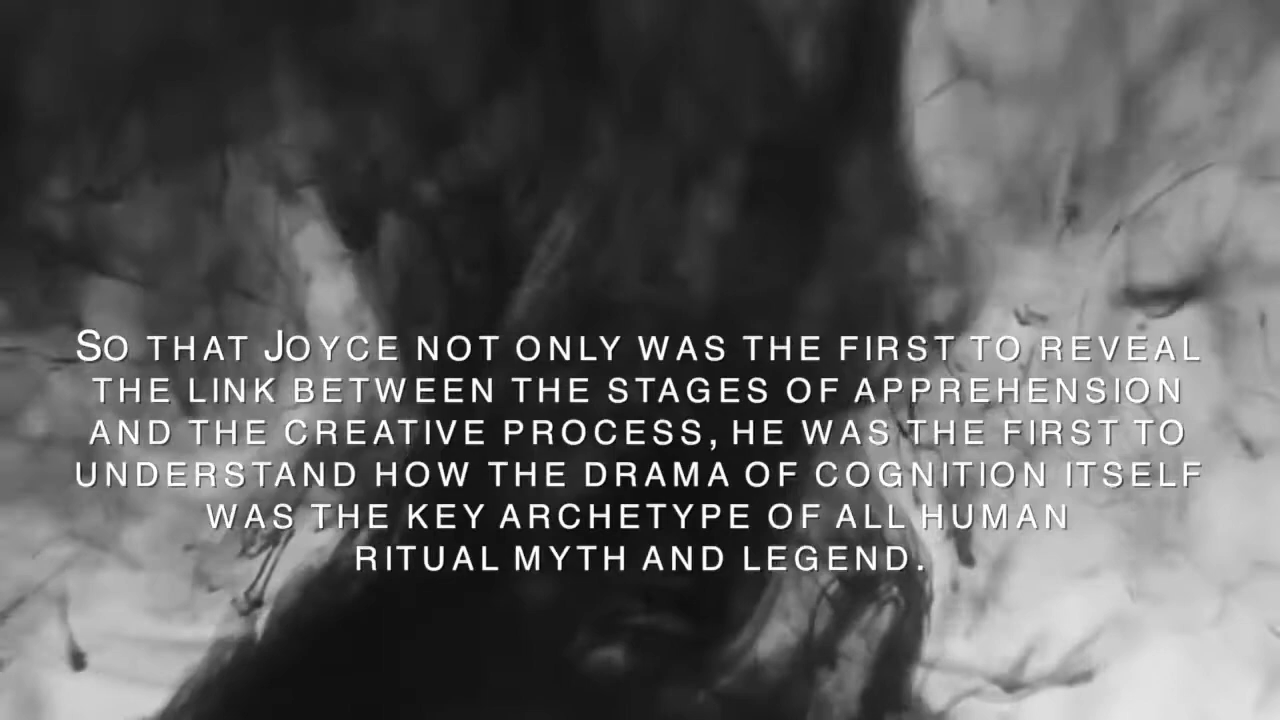 So that Joyce not only was the first to reveal
the link between the stages of apprehension
and the creative process, he was the first to
understand how the drama of cognition itself
was the key archetype of all human
ritual myth and legend.